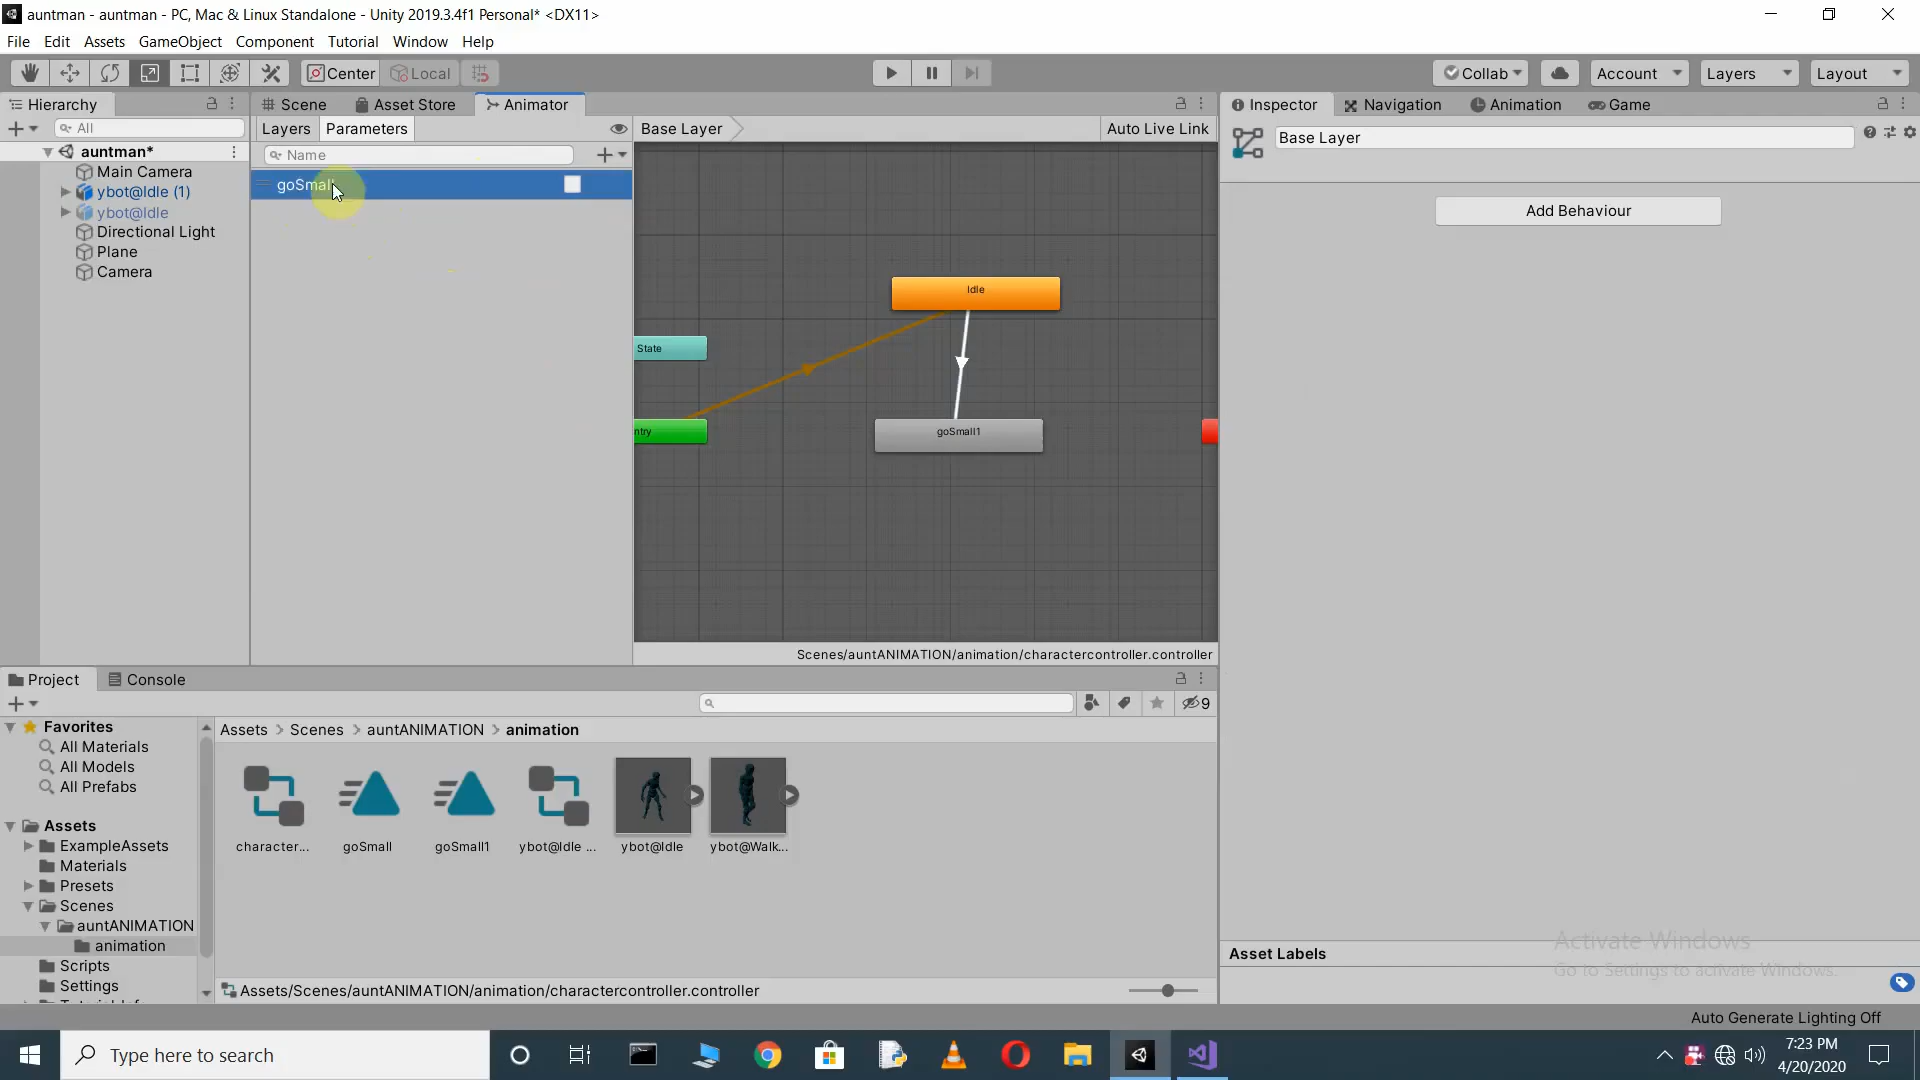 auntman - auntman - PC, Mac & Linux Standalone - Unity 2019.3.4f1 Personal* <DX11>
File Edit Assets GameObject Component Tutorial Window Help
Center Local Collab Account Layers Layout
Hierarchy
All
auntman*
Main Camera
ybot@Idle (1)
ybot@Idle
Directional Light
Plane
Camera
Scene Asset Store Animator
Layers Parameters
Name
goSmall
Base Layer Auto Live Link
Idle
State
ntry
goSmall1
Scenes/auntANIMATION/animation/charactercontroller.controller
Inspector Navigation Animation Game
Base Layer
Add Behaviour
Asset Labels
Project Console
9
Favorites
All Materials
All Models
All Prefabs
Assets
ExampleAssets
Materials
Presets
Scenes
auntANIMATION
animation
Scripts
Settings
Assets > Scenes > auntANIMATION > animation
character... goSmall goSmall1 ybot@Idle ... ybot@Idle ybot@Walk...
Assets/Scenes/auntANIMATION/animation/charactercontroller.controller
Activate Windows
Go to Settings to activate Windows.
Auto Generate Lighting Off
Type here to search
7:23 PM
4/20/2020